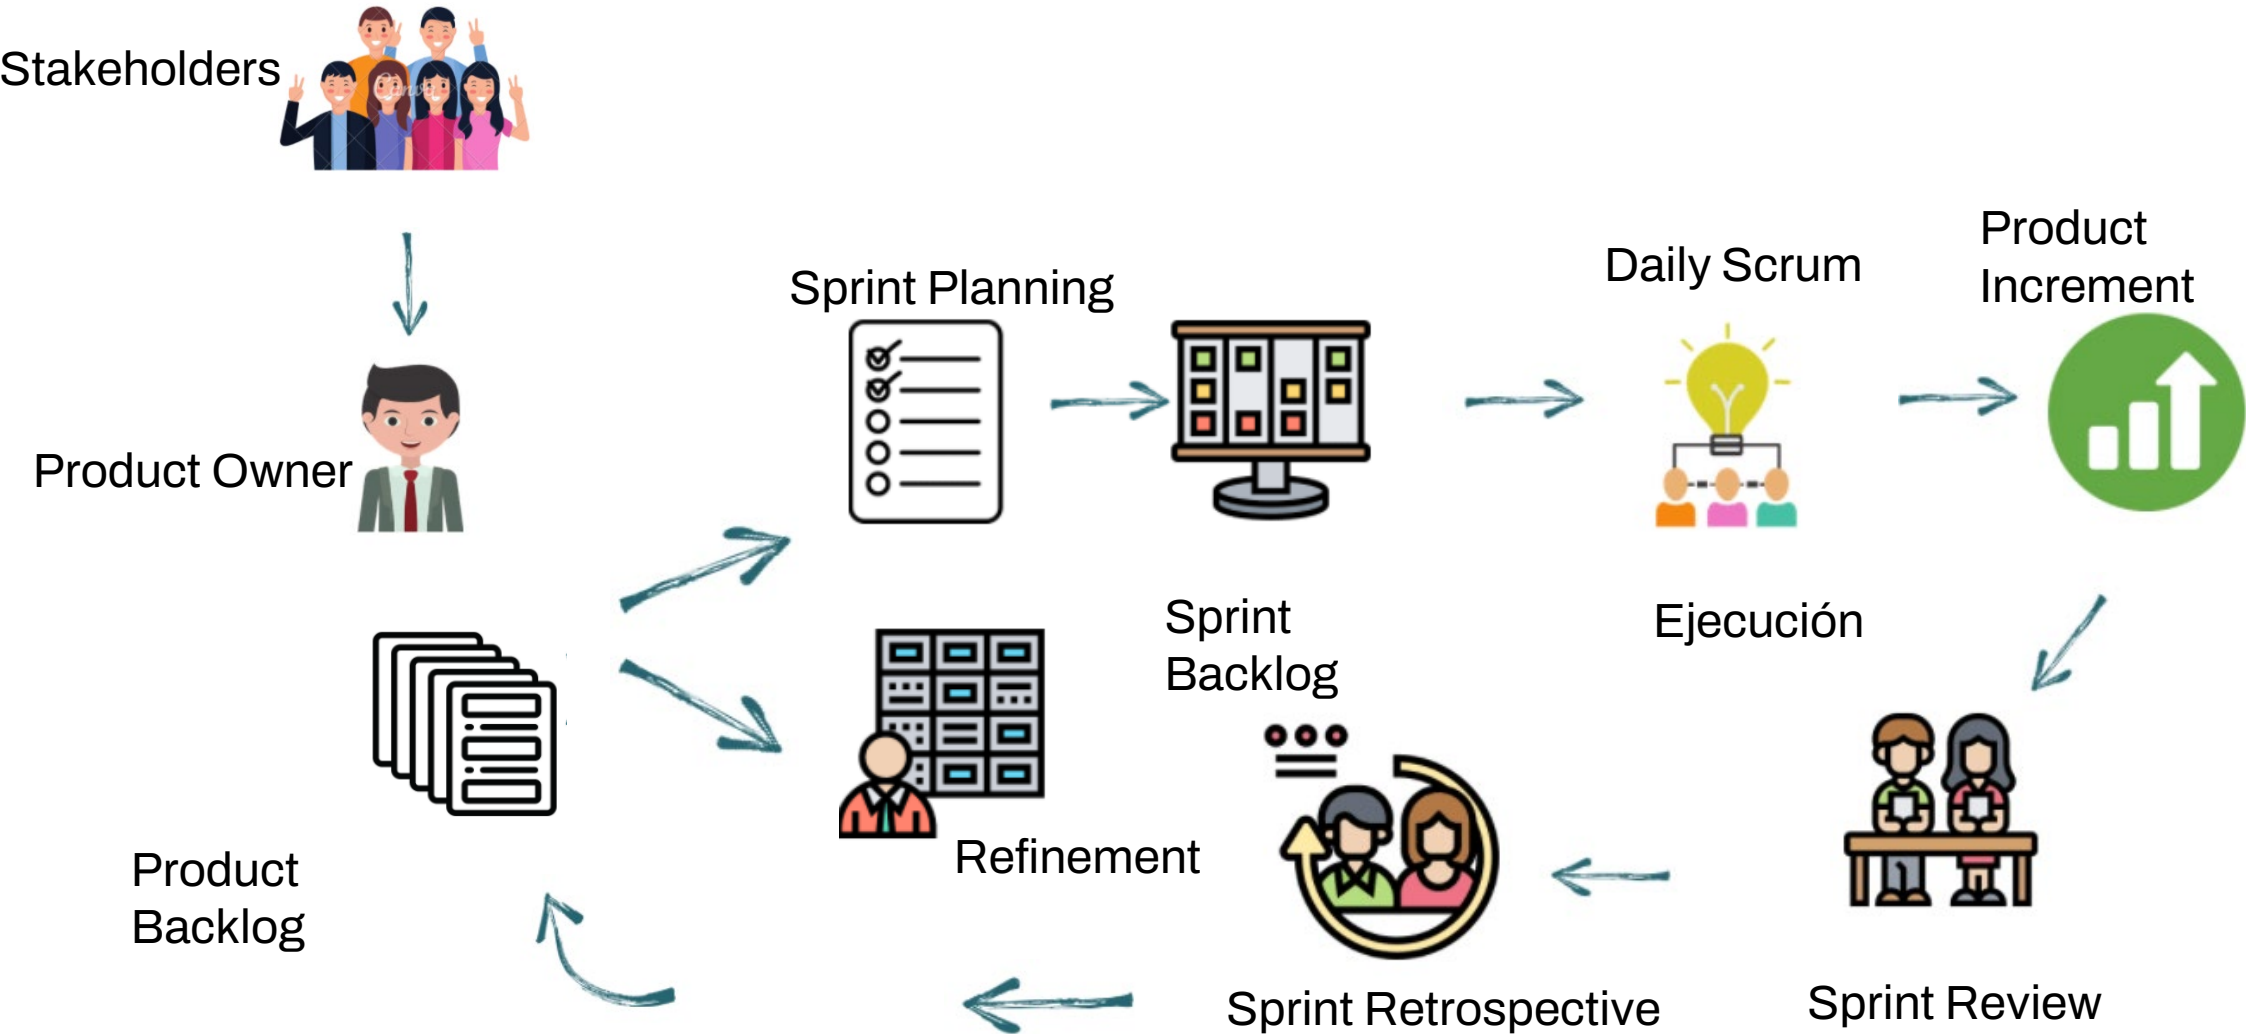 Stakeholders
Canva
Product
Increment
Daily Scrum
Sprint Planning
Product Owner
Sprint
Backlog
Ejecución
Refinement
Product
Backlog
Sprint Retrospective
Sprint Review